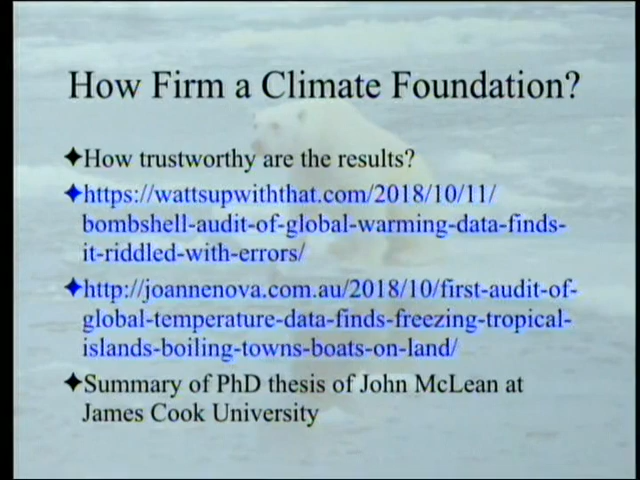 How Firm a Climate Foundation?
✦How trustworthy are the results?
✦https://wattsupwiththat.com/2018/10/11/
bombshell-audit-of-global-warming-data-finds-
it-riddled-with-errors/
✦http://joannenova.com.au/2018/10/first-audit-of-
global-temperature-data-finds-freezing-tropical-
islands-boiling-towns-boats-on-land/
✦Summary of PhD thesis of John McLean at
James Cook University